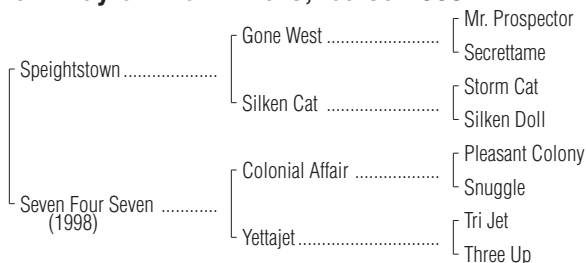 Mr. Prospector
Gone West
Secrettame
Speightstown
Storm Cat
Silken Cat
Silken Doll
Pleasant Colony
Colonial Affair
Snuggle
Seven Four Seven
(1998)
Tri Jet
Yettajet
Three Up